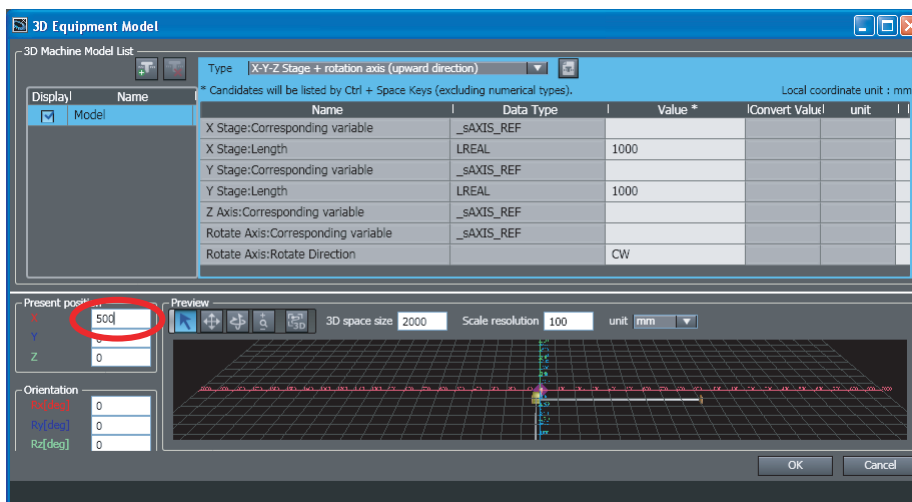 3D Equipment Model
3D Machine Model List
Type X-Y-Z Stage + rotation axis (upward direction)
* Candidates will be listed by Ctrl + Space Keys (excluding numerical types). Local coordinate unit : mm
Display Name
Model
Name Data Type Value * Convert Value unit
X Stage:Corresponding variable _sAXIS_REF
X Stage:Length LREAL 1000
Y Stage:Corresponding variable _sAXIS_REF
Y Stage:Length LREAL 1000
Z Axis:Corresponding variable _sAXIS_REF
Rotate Axis:Corresponding variable _sAXIS_REF
Rotate Axis:Rotate Direction CW
Present position
X 500
Y 0
Z 0
Orientation
Rx[deg] 0
Ry[deg] 0
Rz[deg] 0
Preview
3D space size 2000 Scale resolution 100 unit mm
OK Cancel